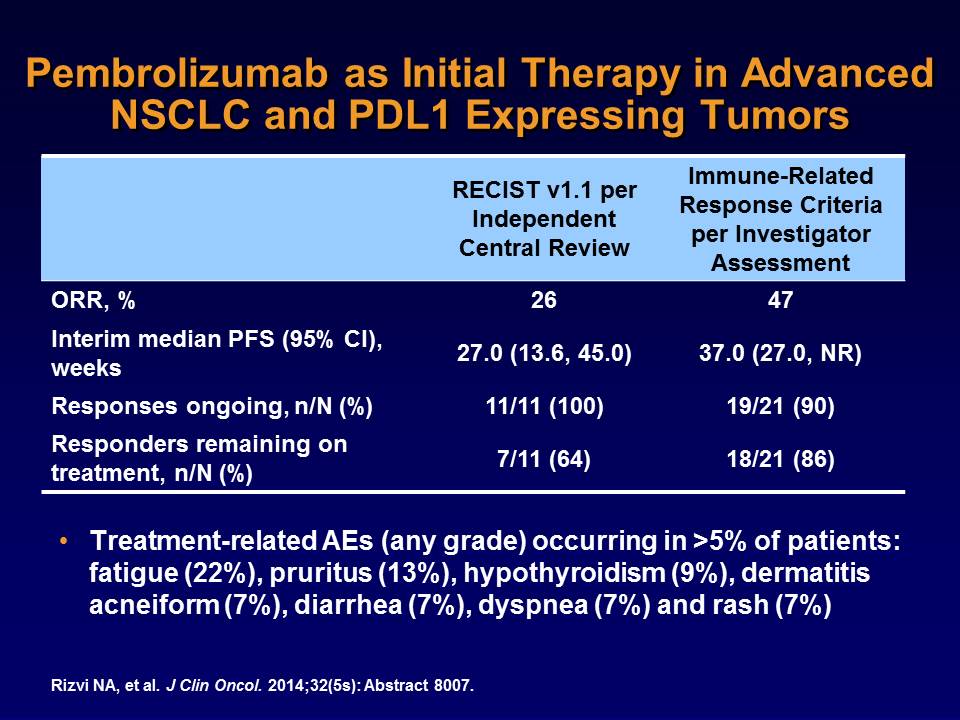 Pembrolizumab as Initial Therapy in Advanced
NSCLC and PDL1 Expressing Tumors
RECIST v1.1 per
Independent
Central Review
Immune-Related
Response Criteria
per Investigator
Assessment
ORR, % 26 47
Interim median PFS (95% CI),
weeks
27.0 (13.6, 45.0) 37.0 (27.0, NR)
Responses ongoing, n/N (%) 11/11 (100) 19/21 (90)
Responders remaining on
treatment, n/N (%)
7/11 (64) 18/21 (86)
• Treatment-related AEs (any grade) occurring in >5% of patients:
fatigue (22%), pruritus (13%), hypothyroidism (9%), dermatitis
acneiform (7%), diarrhea (7%), dyspnea (7%) and rash (7%)
Rizvi NA, et al. J Clin Oncol. 2014;32(5s): Abstract 8007.